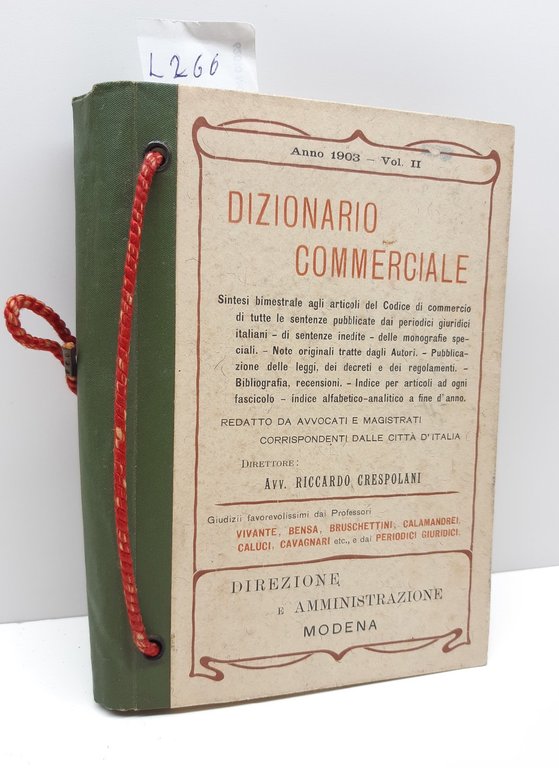 L266
Anno 1903 — Vol. II
DIZIONARIO
COMMERCIALE
Sintesi bimestrale agli articoli del Codice di commercio
di tutte le sentenze pubblicate dai periodici giuridici
italiani - di sentenze inedite - delle monografie spe-
ciali. - Note originali tratte dagli Autori. - Pubblica-
zione delle leggi, dei decreti e dei regolamenti. -
Bibliografia, recensioni. - Indice per articoli ad ogni
fascicolo - indice alfabetico-analitico a fine d'anno.
REDATTO DA AVVOCATI E MAGISTRATI
CORRISPONDENTI DALLE CITTÀ D'ITALIA
DIRETTORE:
AVV. RICCARDO CRESPOLANI
Giudizii favorevolissimi dai Professori
VIVANTE, BENSA, BRUSCHETTINI, CALAMANDREI,
CALUCI, CAVAGNARI etc., e dai PERIODICI GIURIDICI.
DIREZIONE
E AMMINISTRAZIONE
MODENA